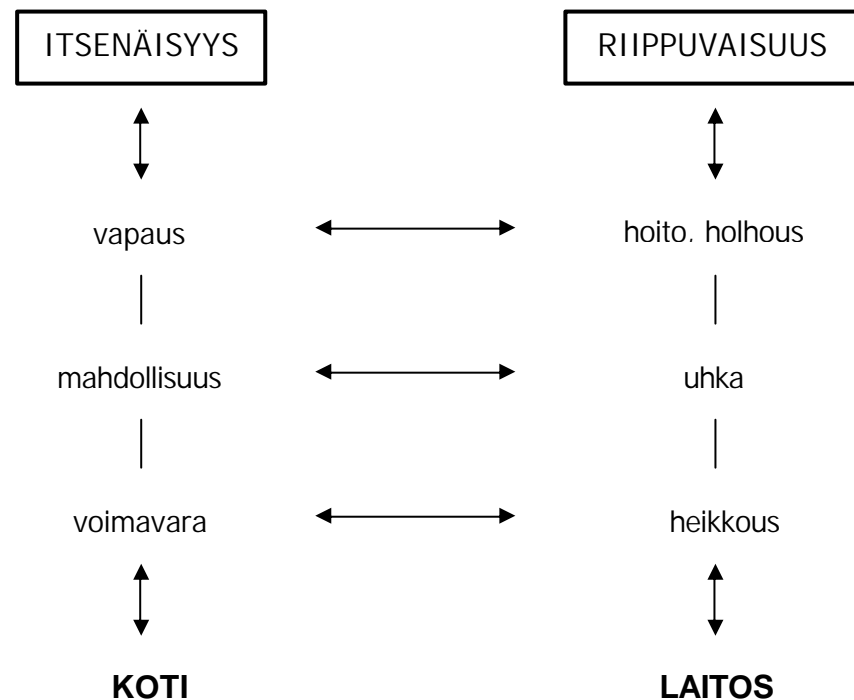 ITSENÄISYYS RIIPPUVAISUUS
vapaus hoito, holhous
mahdollisuus uhka
voimavara heikkous
KOTI LAITOS